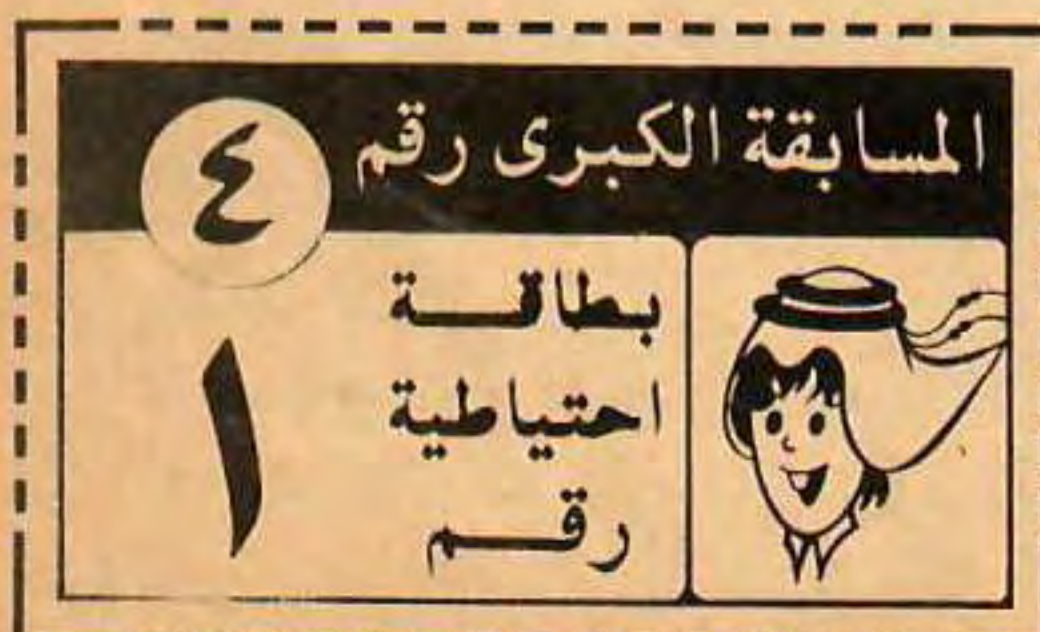 المسابقة الكبرى رقم ٤
بطاقة
احتياطية
رقم ١